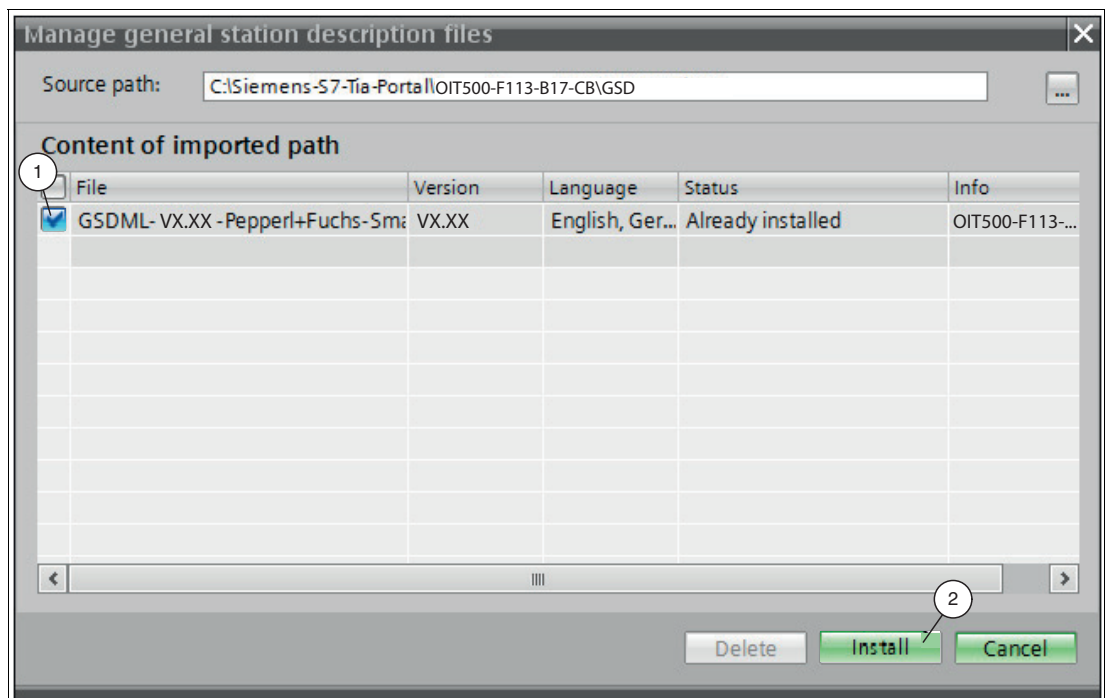 Manage general station description files
Source path: C:\Siemens-S7-Tia-Portal\OIT500-F113-B17-CB\GSD ...
Content of imported path
1
File Version Language Status Info
GSDML- VX.XX -Pepperl+Fuchs-Sma VX.XX English, Ger... Already installed OIT500-F113-...
2
Delete Install Cancel